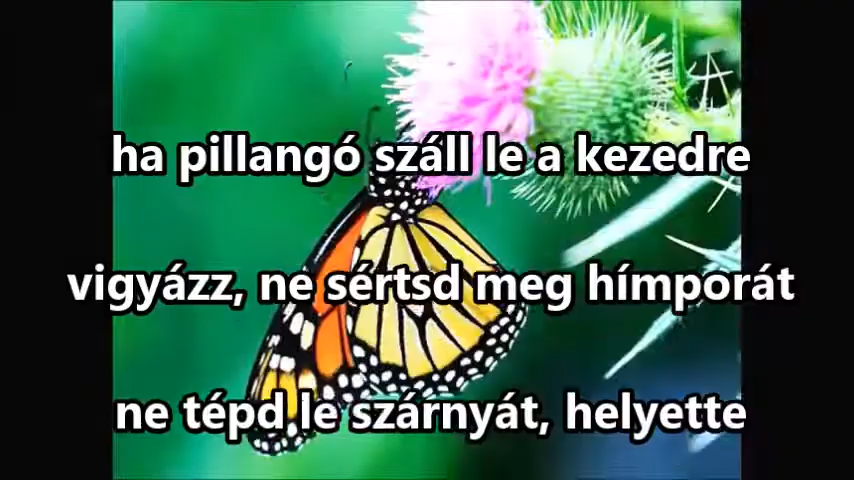 ha pillangó száll le a kezedre
vigyázz, ne sértsd meg hímporát
ne tépd le szárnyát, helyette